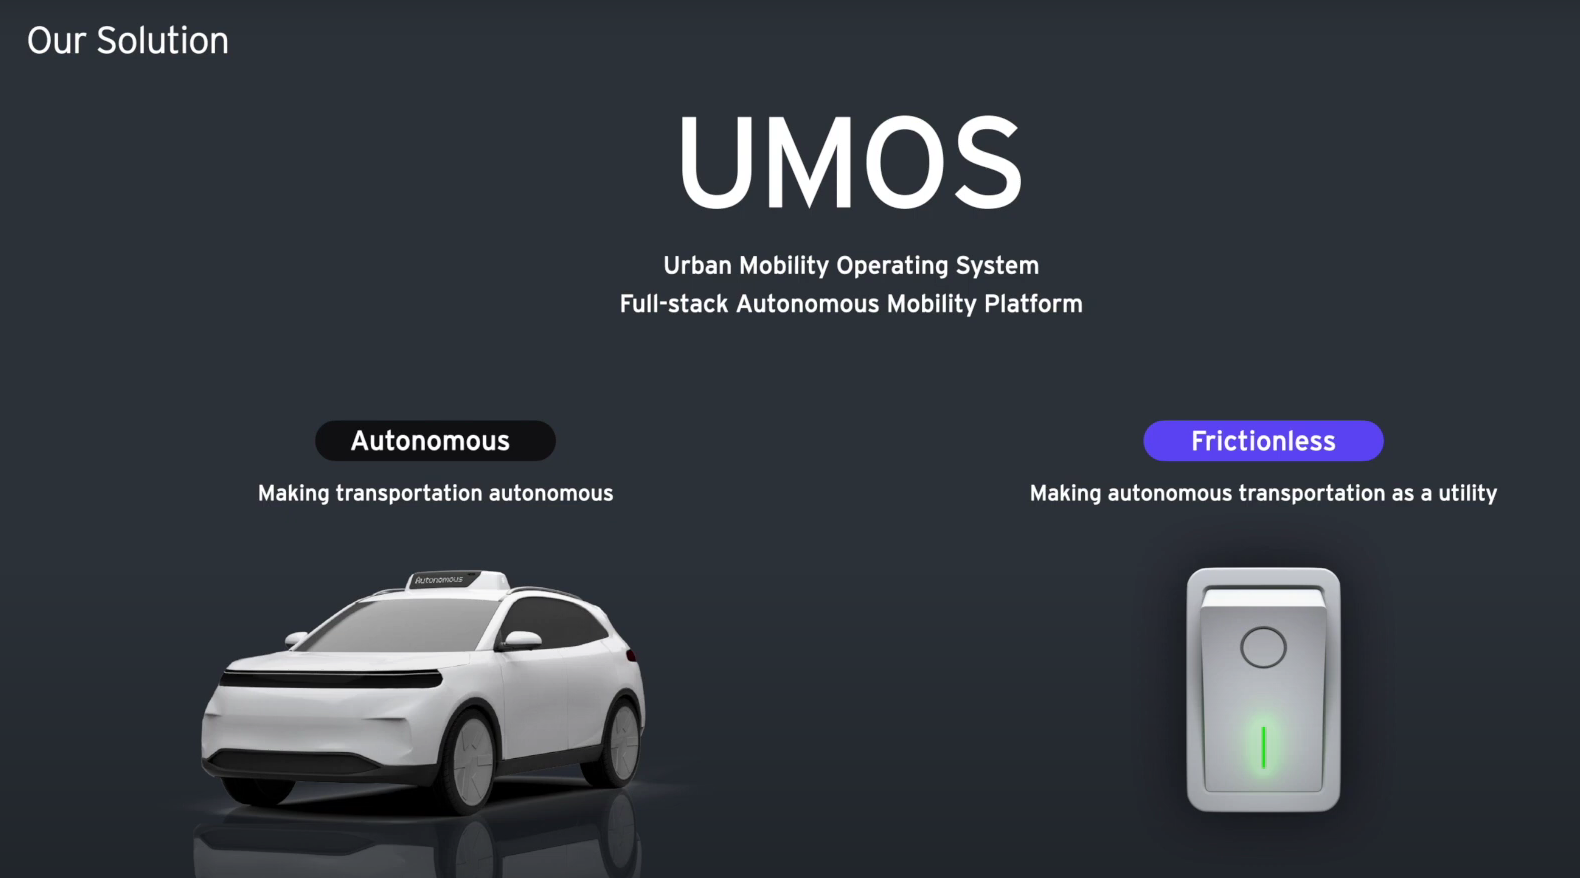 Our Solution
UMOS
Urban Mobility Operating System
Full-stack Autonomous Mobility Platform
Autonomous
Making transportation autonomous
Autonomous
Frictionless
Making autonomous transportation as a utility